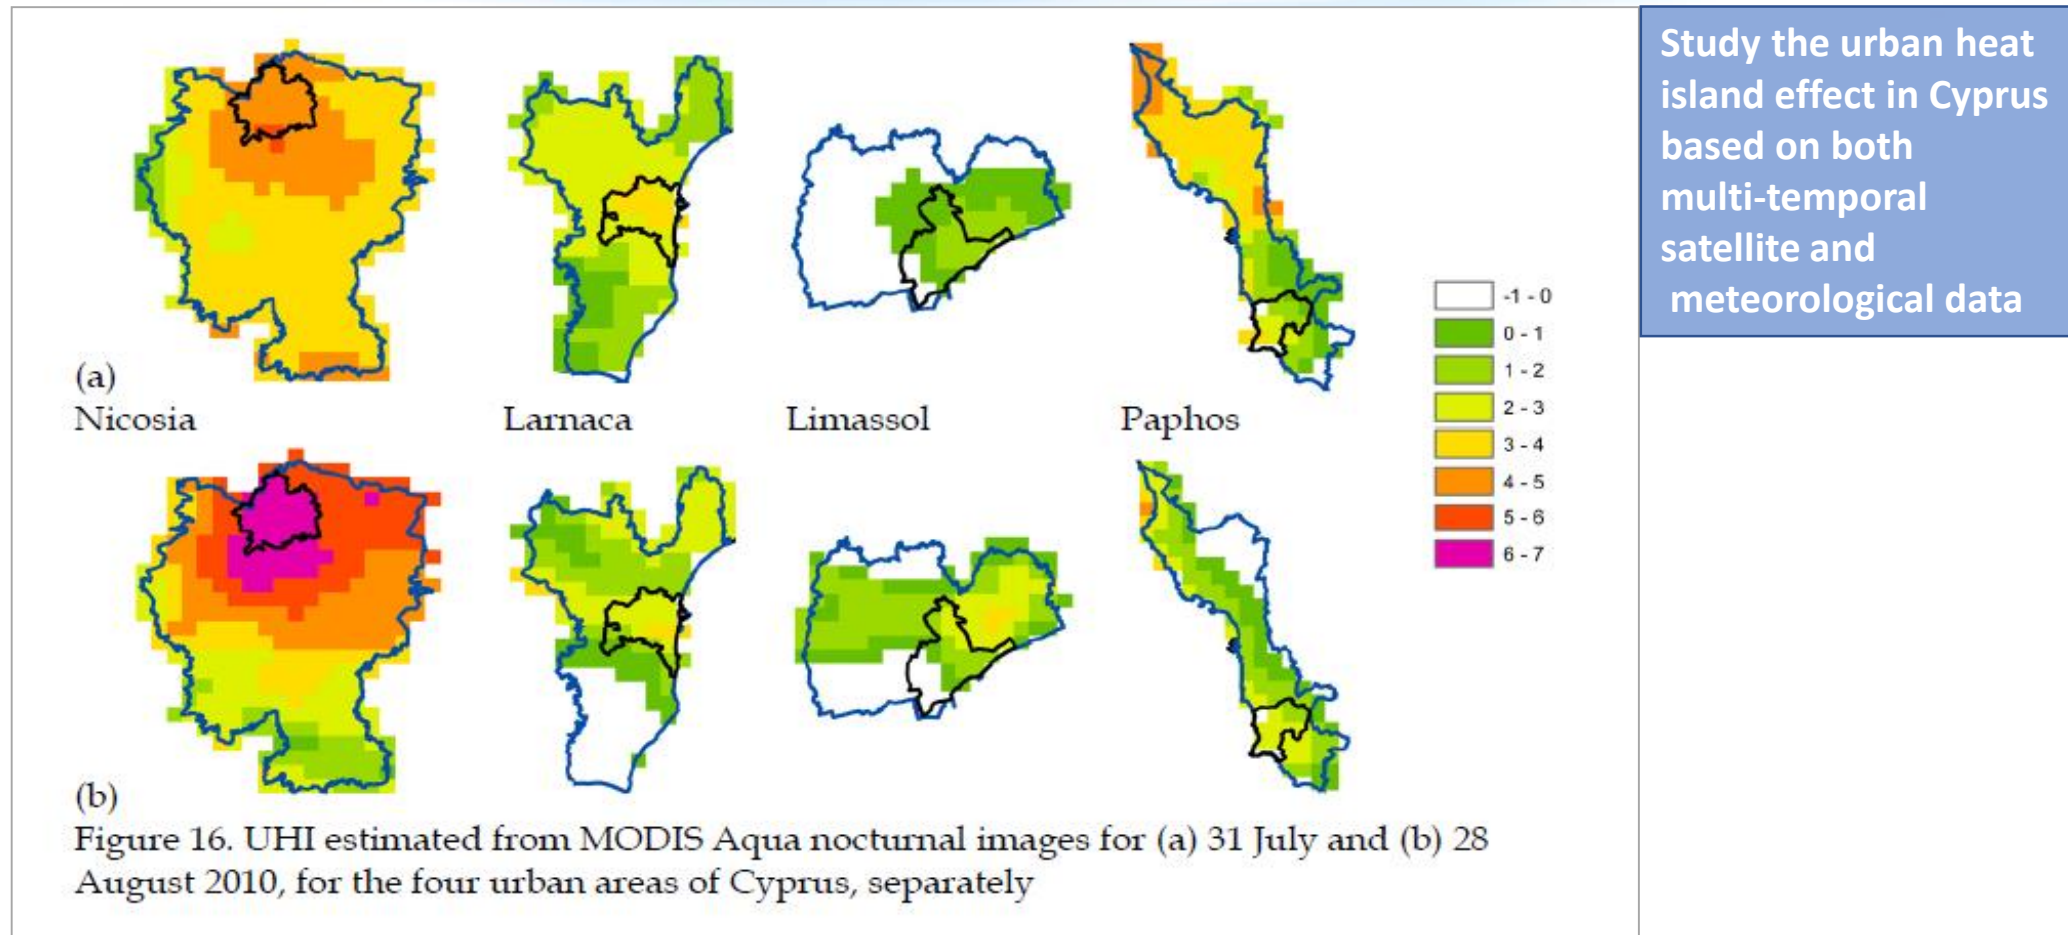 Study the urban heat
island effect in Cyprus
based on both
multi-temporal
satellite and
meteorological data
(a)
Nicosia Larnaca Limassol Paphos
-1 - 0
0 - 1
1 - 2
2 - 3
3 - 4
4 - 5
5 - 6
6 - 7
(b)
Figure 16. UHI estimated from MODIS Aqua nocturnal images for (a) 31 July and (b) 28
August 2010, for the four urban areas of Cyprus, separately